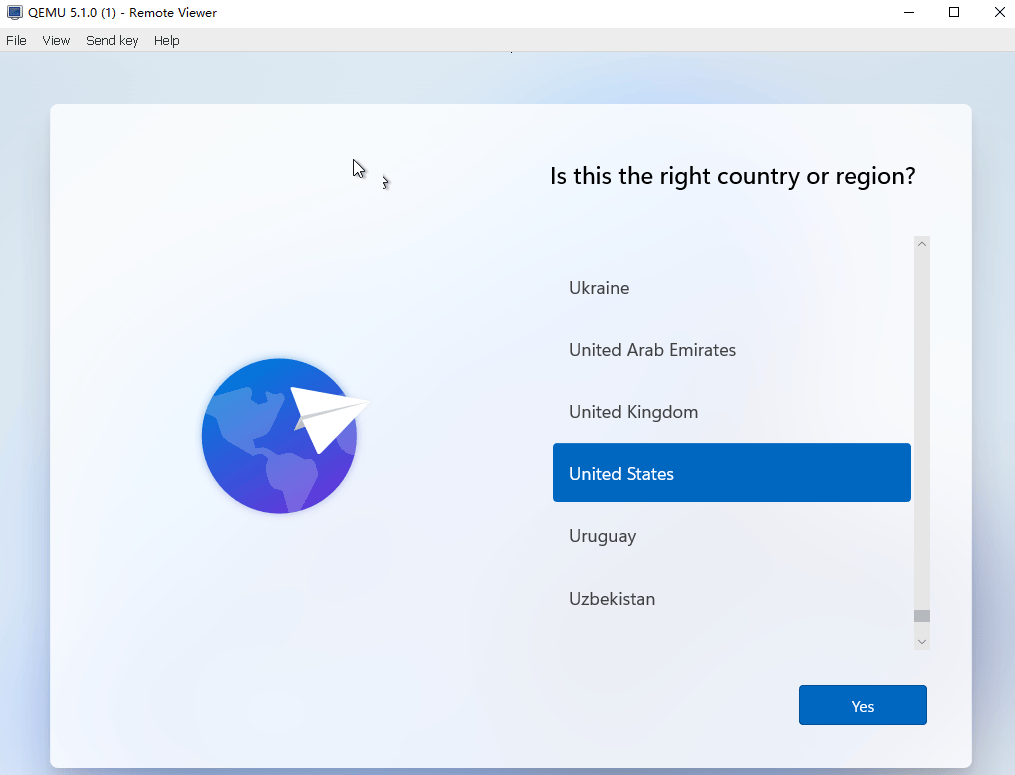 QEMU 5.1.0 (1) - Remote Viewer
File View Send key Help
Is this the right country or region?
Ukraine
United Arab Emirates
United Kingdom
United States
Uruguay
Uzbekistan
Yes